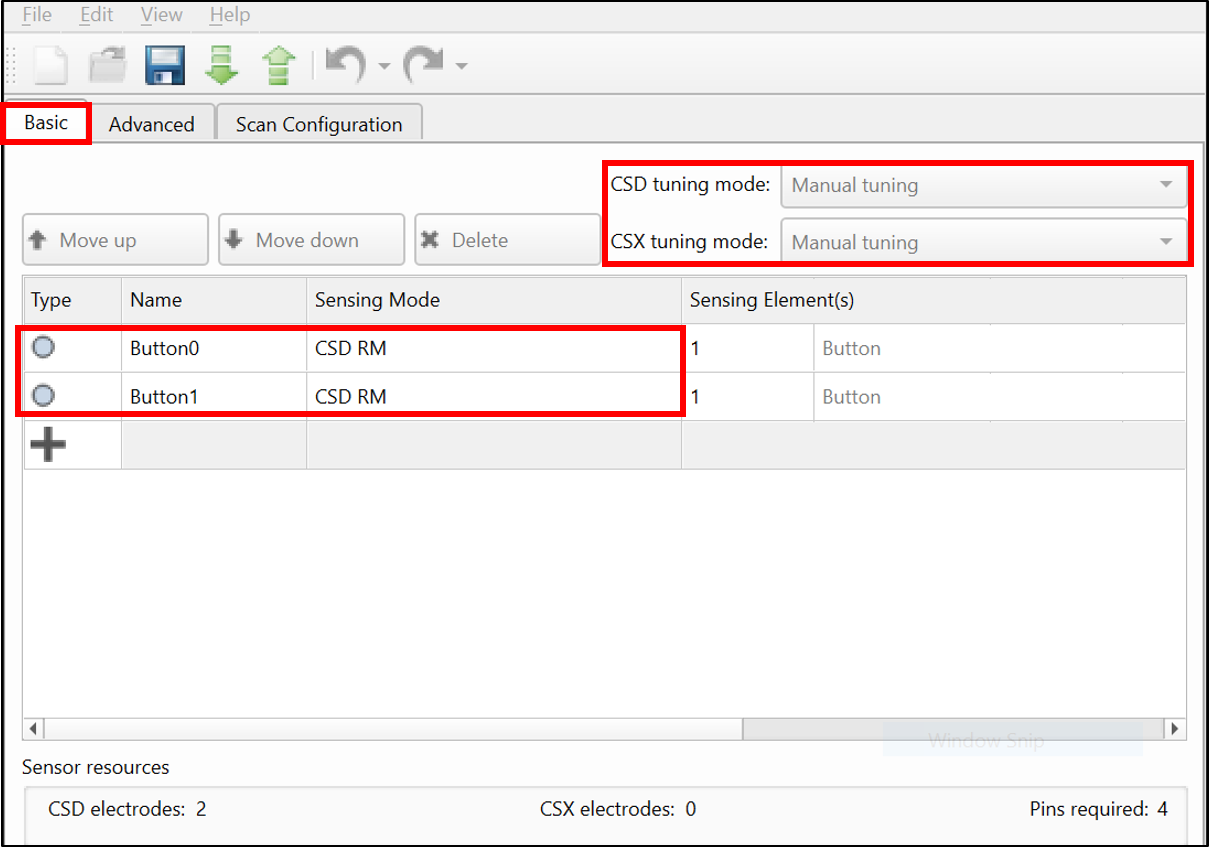 File Edit View Help
Basic Advanced Scan Configuration
CSD tuning mode: Manual tuning
Move up Move down Delete CSX tuning mode: Manual tuning
Type Name Sensing Mode Sensing Element(s)
Button0 CSD RM 1 Button
Button1 CSD RM 1 Button
Window Snip
Sensor resources
CSD electrodes: 2 CSX electrodes: 0 Pins required: 4